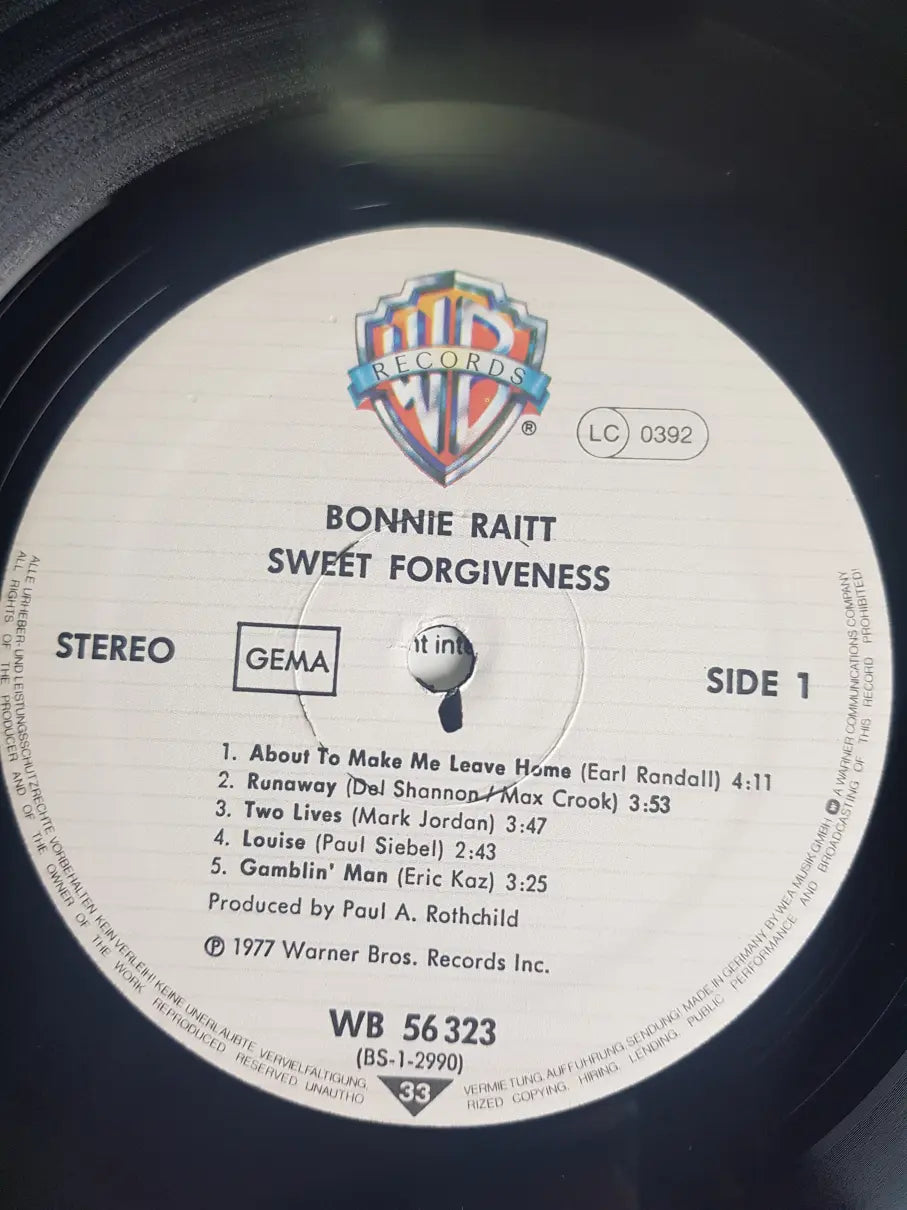 WB
RECORDS
®
LC 0392
BONNIE RAITT
SWEET FORGIVENESS
STEREO
GEMA
nt inte
SIDE 1
1. About To Make Me Leave Home (Earl Randall) 4:11
2. Runaway (Del Shannon / Max Crook) 3:53
3. Two Lives (Mark Jordan) 3:47
4. Louise (Paul Siebel) 2:43
5. Gamblin' Man (Eric Kaz) 3:25
Produced by Paul A. Rothchild
℗ 1977 Warner Bros. Records Inc.
WB 56 323
(BS-1-2990)
33
ALLE URHEBER- UND LEISTUNGSSCHUTZRECHTE VORBEHALTEN KEIN VERLEIH! KEINE UNERLAUBTE VERVIELFÄLTIGUNG, VERMIETUNG, AUFFÜHRUNG, SENDUNG! MADE IN GERMANY BY WEA MUSIK GMBH A WARNER COMMUNICATIONS COMPANY
ALL RIGHTS OF THE PRODUCER AND OF THE OWNER OF THE WORK REPRODUCED RESERVED UNAUTHORIZED COPYING, HIRING, LENDING, PUBLIC PERFORMANCE AND BROADCASTING OF THIS RECORD PROHIBITED!